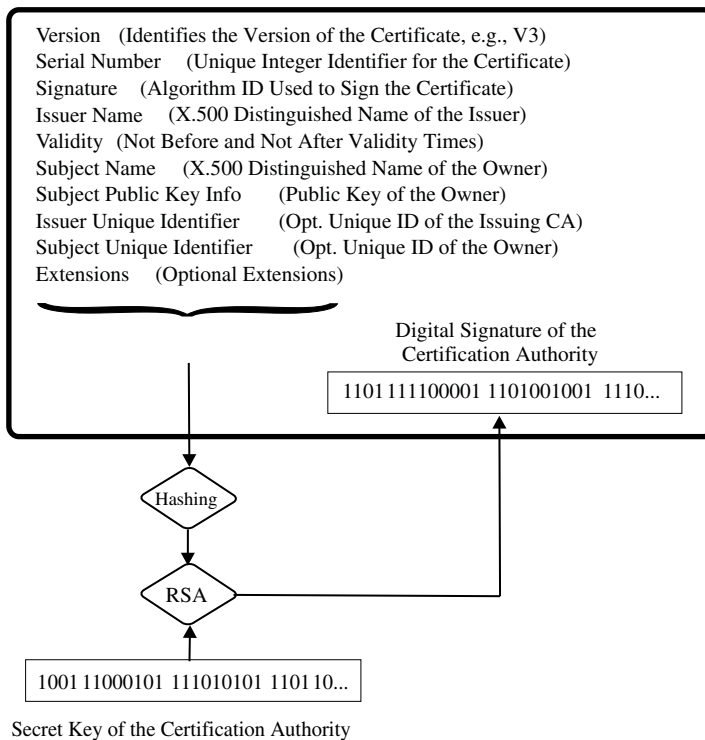 Version (Identifies the Version of the Certificate, e.g., V3)
Serial Number (Unique Integer Identifier for the Certificate)
Signature (Algorithm ID Used to Sign the Certificate)
Issuer Name (X.500 Distinguished Name of the Issuer)
Validity (Not Before and Not After Validity Times)
Subject Name (X.500 Distinguished Name of the Owner)
Subject Public Key Info (Public Key of the Owner)
Issuer Unique Identifier (Opt. Unique ID of the Issuing CA)
Subject Unique Identifier (Opt. Unique ID of the Owner)
Extensions (Optional Extensions)
Digital Signature of the
Certification Authority
1101 111100001 1101001001 1110...
Hashing
RSA
1001 11000101 111010101 1101 10...
Secret Key of the Certification Authority